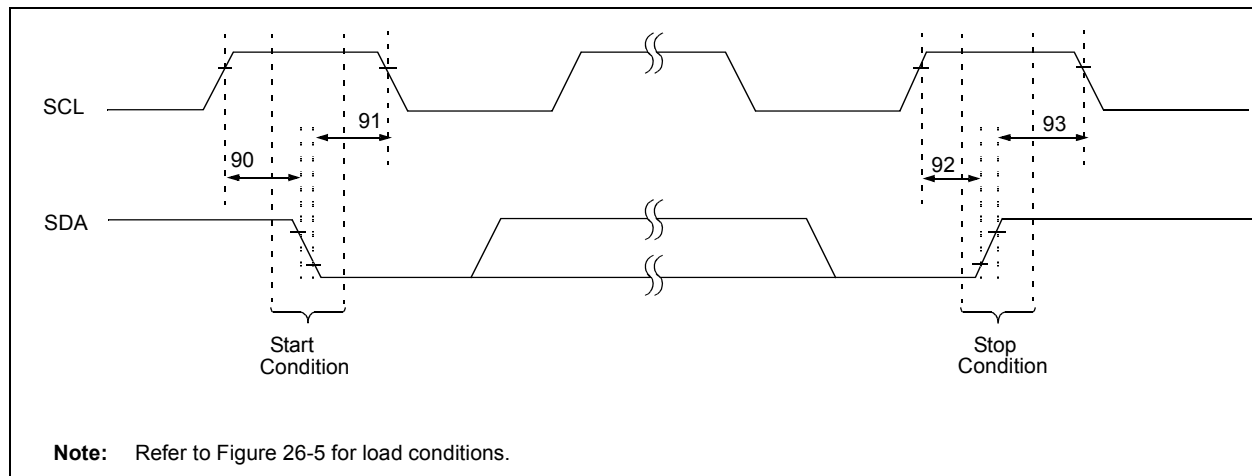 SCL
91
93
90
92
SDA
Start
Condition
Stop
Condition
Note: Refer to Figure 26-5 for load conditions.